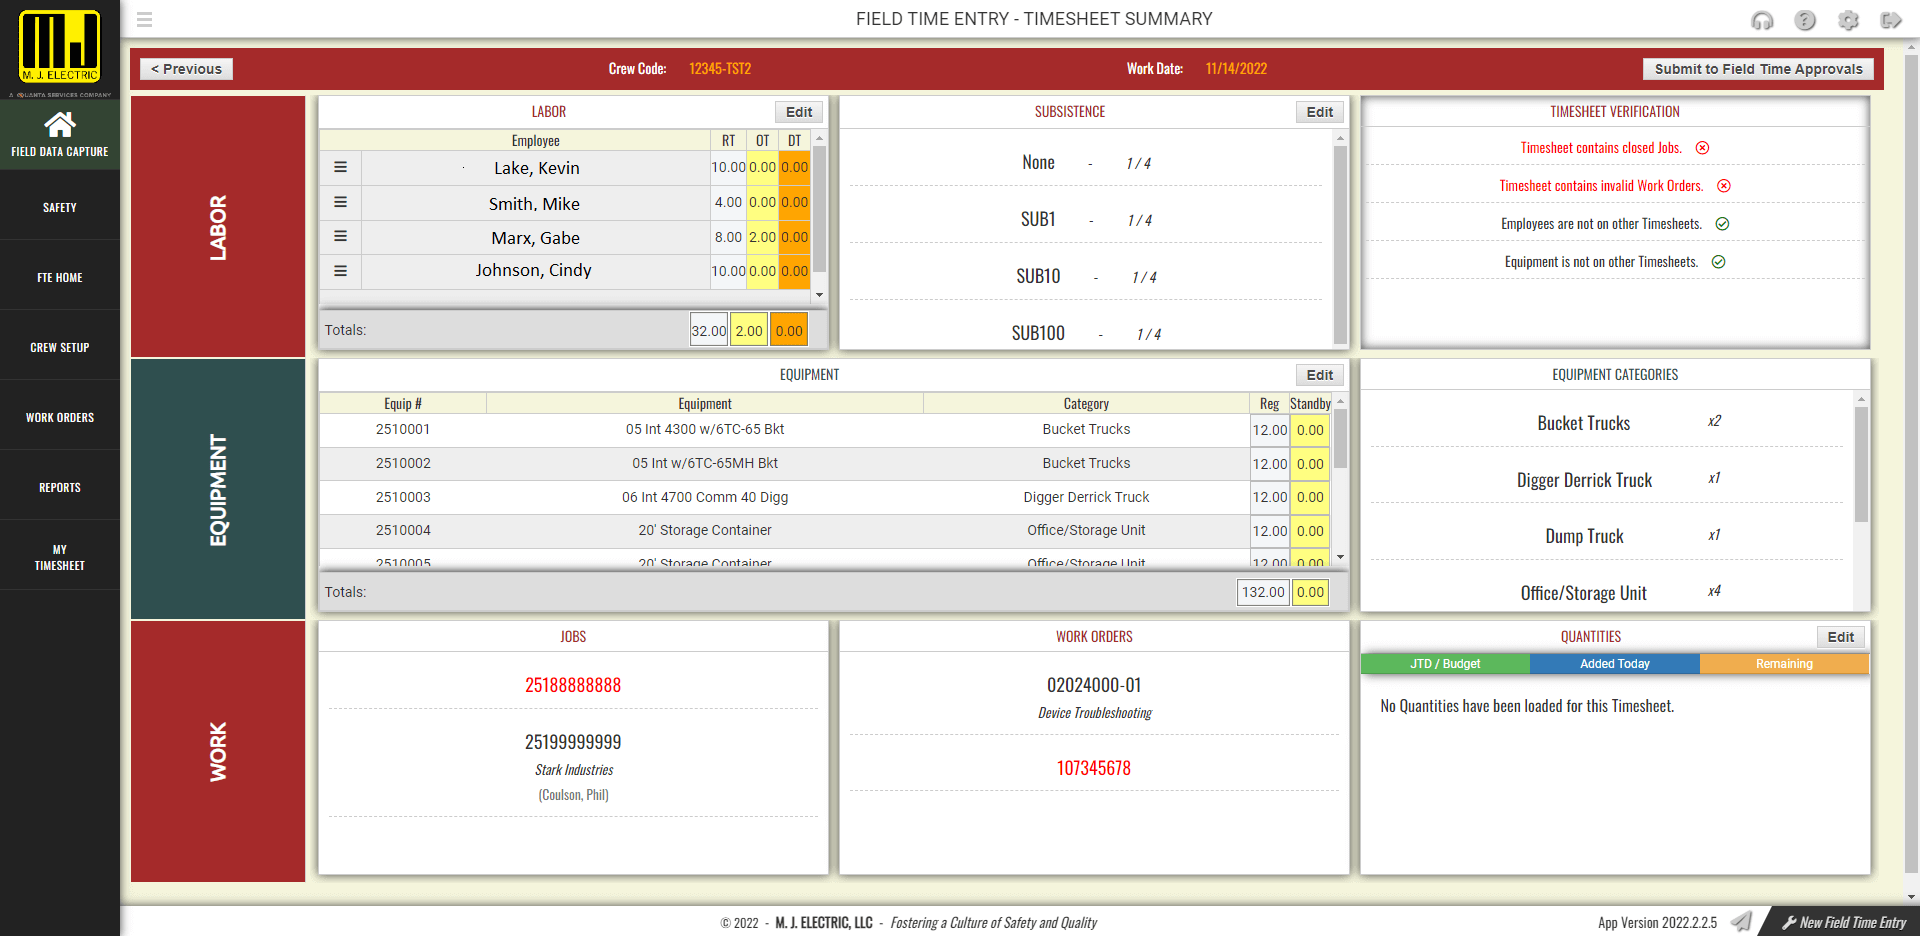 M. J. ELECTRIC
A QUANTA SERVICES COMPANY
FIELD DATA CAPTURE
SAFETY
FTE HOME
CREW SETUP
WORK ORDERS
REPORTS
MY
TIMESHEET
FIELD TIME ENTRY - TIMESHEET SUMMARY
< Previous
Crew Code: 12345-TST2
Work Date: 11/14/2022
Submit to Field Time Approvals
LABOR
LABOR Edit
Employee RT OT DT
Lake, Kevin 10.00 0.00 0.00
Smith, Mike 4.00 0.00 0.00
Marx, Gabe 8.00 2.00 0.00
Johnson, Cindy 10.00 0.00 0.00
Totals: 32.00 2.00 0.00
SUBSISTENCE Edit
None - 1 / 4
SUB1 - 1 / 4
SUB10 - 1 / 4
SUB100 - 1 / 4
TIMESHEET VERIFICATION
Timesheet contains closed Jobs.
Timesheet contains invalid Work Orders.
Employees are not on other Timesheets.
Equipment is not on other Timesheets.
EQUIPMENT
EQUIPMENT Edit
Equip # Equipment Category Reg Standby
2510001 05 Int 4300 w/6TC-65 Bkt Bucket Trucks 12.00 0.00
2510002 05 Int w/6TC-65MH Bkt Bucket Trucks 12.00 0.00
2510003 06 Int 4700 Comm 40 Digg Digger Derrick Truck 12.00 0.00
2510004 20' Storage Container Office/Storage Unit 12.00 0.00
2510005 20' Storage Container Office/Storage Unit 12.00 0.00
Totals: 132.00 0.00
EQUIPMENT CATEGORIES
Bucket Trucks x2
Digger Derrick Truck x1
Dump Truck x1
Office/Storage Unit x4
WORK
JOBS
25188888888
25199999999
Stark Industries
(Coulson, Phil)
WORK ORDERS
02024000-01
Device Troubleshooting
107345678
QUANTITIES Edit
JTD / Budget Added Today Remaining
No Quantities have been loaded for this Timesheet.
© 2022 - M. J. ELECTRIC, LLC - Fostering a Culture of Safety and Quality
App Version 2022.2.2.5
New Field Time Entry